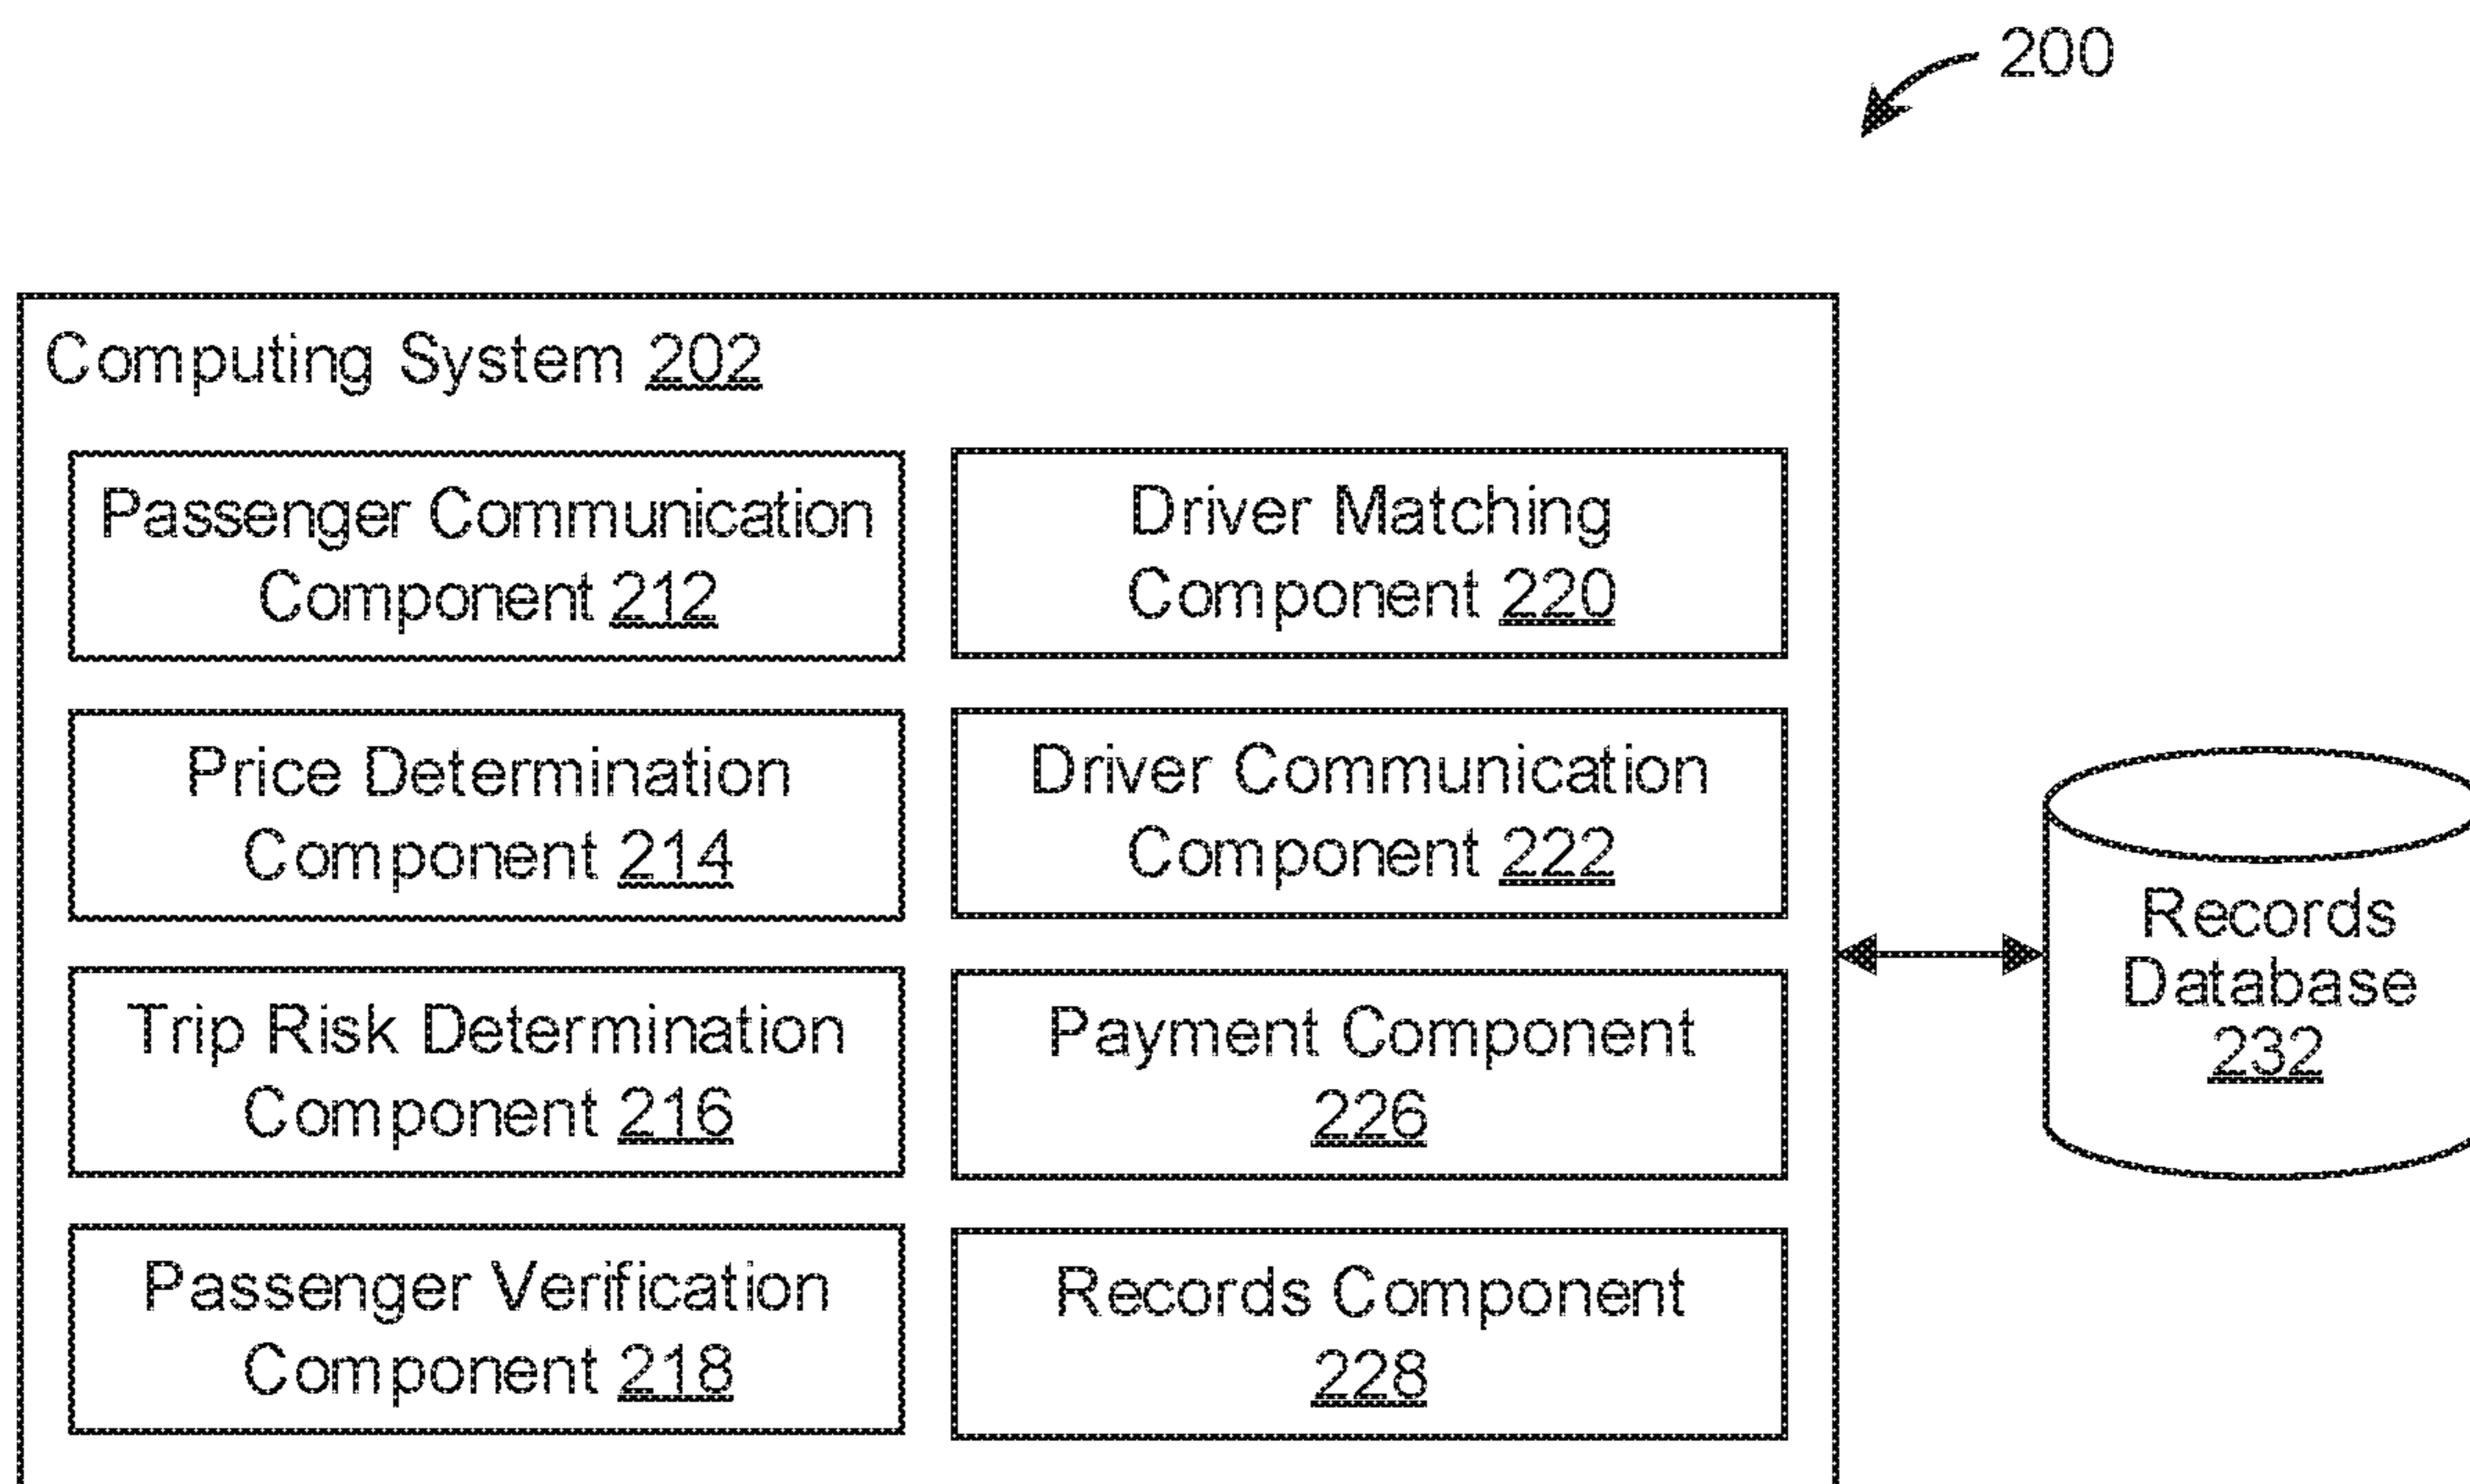 200
Computing System 202
Passenger Communication
Component 212
Driver Matching
Component 220
Price Determination
Component 214
Driver Communication
Component 222
Trip Risk Determination
Component 216
Payment Component
226
Passenger Verification
Component 218
Records Component
228
Records
Database
232